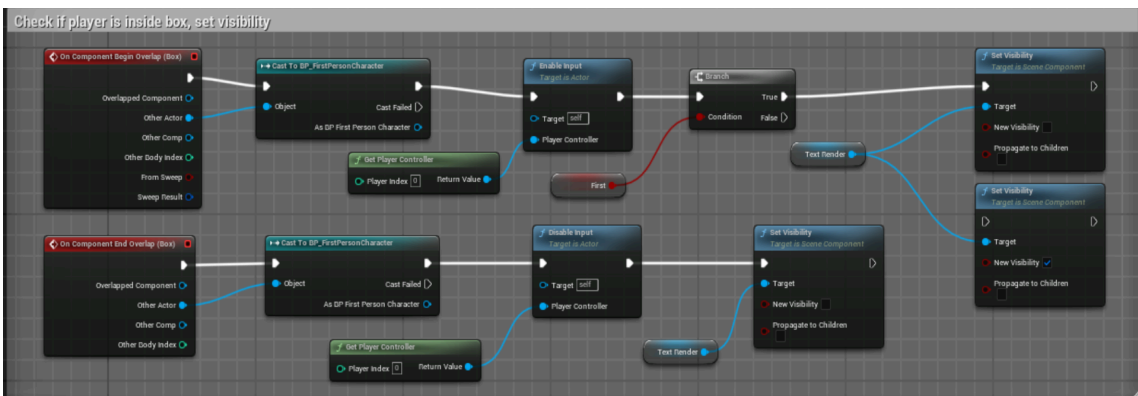 Check if player is inside box, set visibility
On Component Begin Overlap (Box)
Overlapped Component
Other Actor
Other Comp
Other Body Index
From Sweep
Sweep Result
Cast To BP_FirstPersonCharacter
Object
Cast Failed
As BP First Person Character
Get Player Controller
Player Index 0
Return Value
Enable Input
Target is Actor
Target self
Player Controller
Branch
True
Condition
False
First
Text Render
Set Visibility
Target is Scene Component
Target
New Visibility
Propagate to Children
Set Visibility
Target is Scene Component
Target
New Visibility
Propagate to Children
On Component End Overlap (Box)
Overlapped Component
Other Actor
Other Comp
Other Body Index
Cast To BP_FirstPersonCharacter
Object
Cast Failed
As BP First Person Character
Get Player Controller
Player Index 0
Return Value
Disable Input
Target is Actor
Target self
Player Controller
Text Render
Set Visibility
Target is Scene Component
Target
New Visibility
Propagate to Children